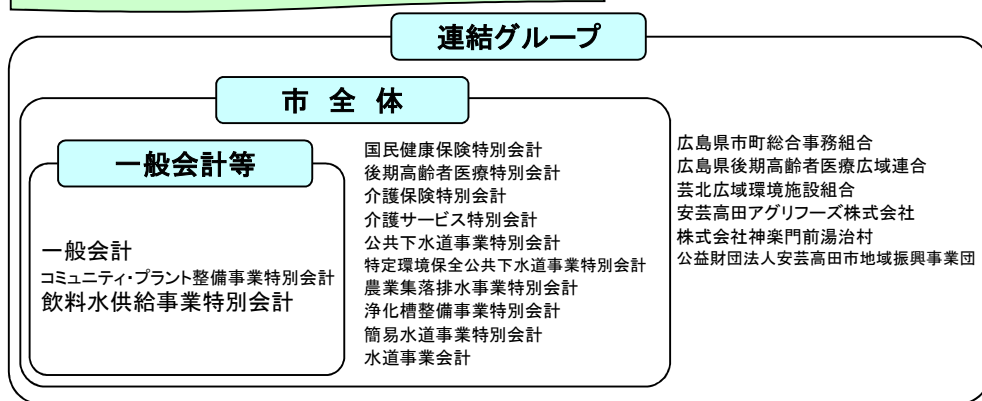 連結グループ
市 全 体
一般会計等
一般会計
コミュニティ・プラント整備事業特別会計
飲料水供給事業特別会計
国民健康保険特別会計
後期高齢者医療特別会計
介護保険特別会計
介護サービス特別会計
公共下水道事業特別会計
特定環境保全公共下水道事業特別会計
農業集落排水事業特別会計
浄化槽整備事業特別会計
簡易水道事業特別会計
水道事業会計
広島県市町総合事務組合
広島県後期高齢者医療広域連合
芸北広域環境施設組合
安芸高田アグリフーズ株式会社
株式会社神楽門前湯治村
公益財団法人安芸高田市地域振興事業団